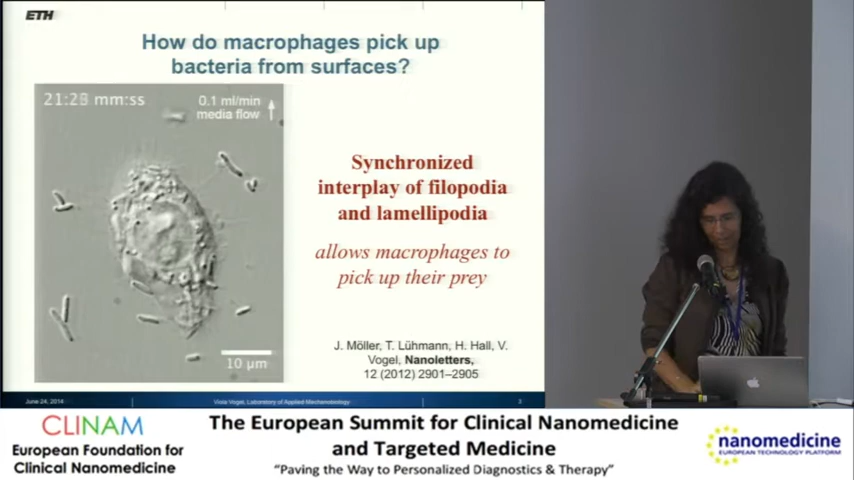 ETH
How do macrophages pick up
bacteria from surfaces?
21:28 mm:ss
0.1 ml/min
media flow
10 µm
Synchronized
interplay of filopodia
and lamellipodia
allows macrophages to
pick up their prey
J. Möller, T. Lühmann, H. Hall, V.
Vogel, Nanoletters,
12 (2012) 2901–2905
June 24, 2014
Viola Vogel, Laboratory of Applied Mechanobiology
3
CLINAM
European Foundation for
Clinical Nanomedicine
The European Summit for Clinical Nanomedicine
and Targeted Medicine
“Paving the Way to Personalized Diagnostics & Therapy”
nanomedicine
EUROPEAN TECHNOLOGY PLATFORM